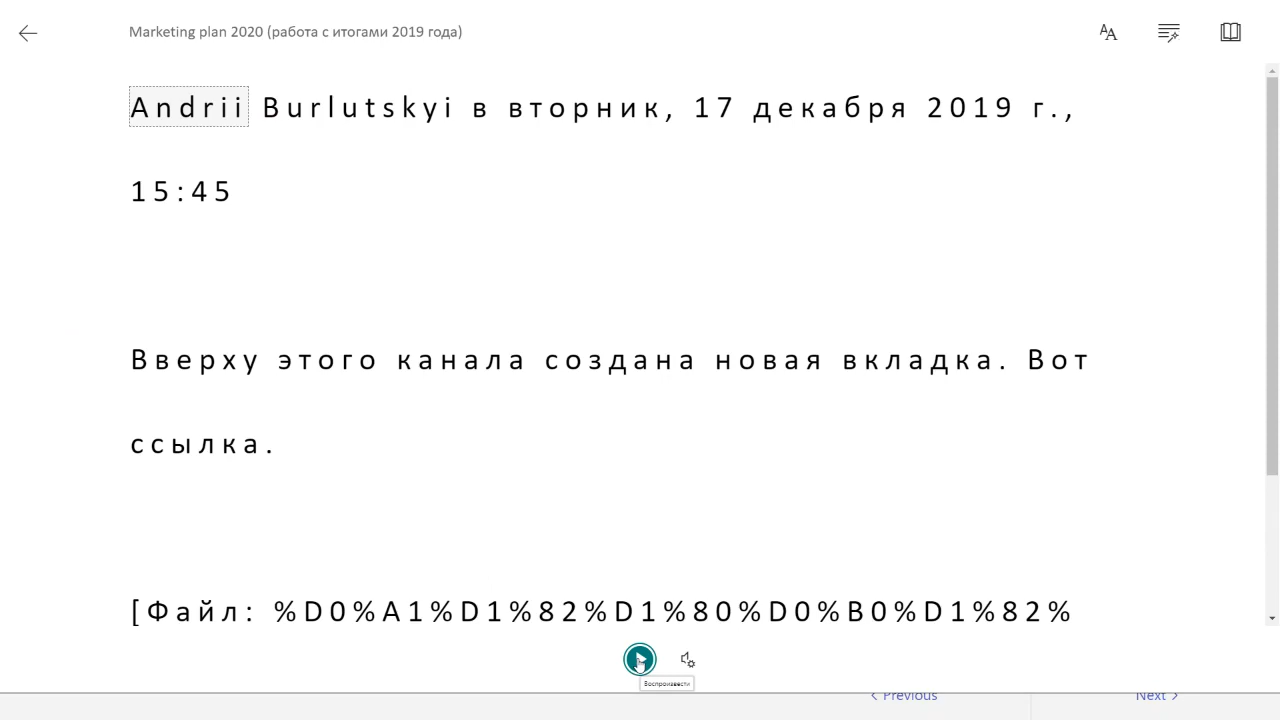 Marketing plan 2020 (работа с итогами 2019 года)
Andrii Burlutskyi в вторник, 17 декабря 2019 г.,
15:45
Вверху этого канала создана новая вкладка. Вот
ссылка.
[Файл: %D0%A1%D1%82%D1%80%D0%B0%D1%82%
Воспроизвести
Previous
Next